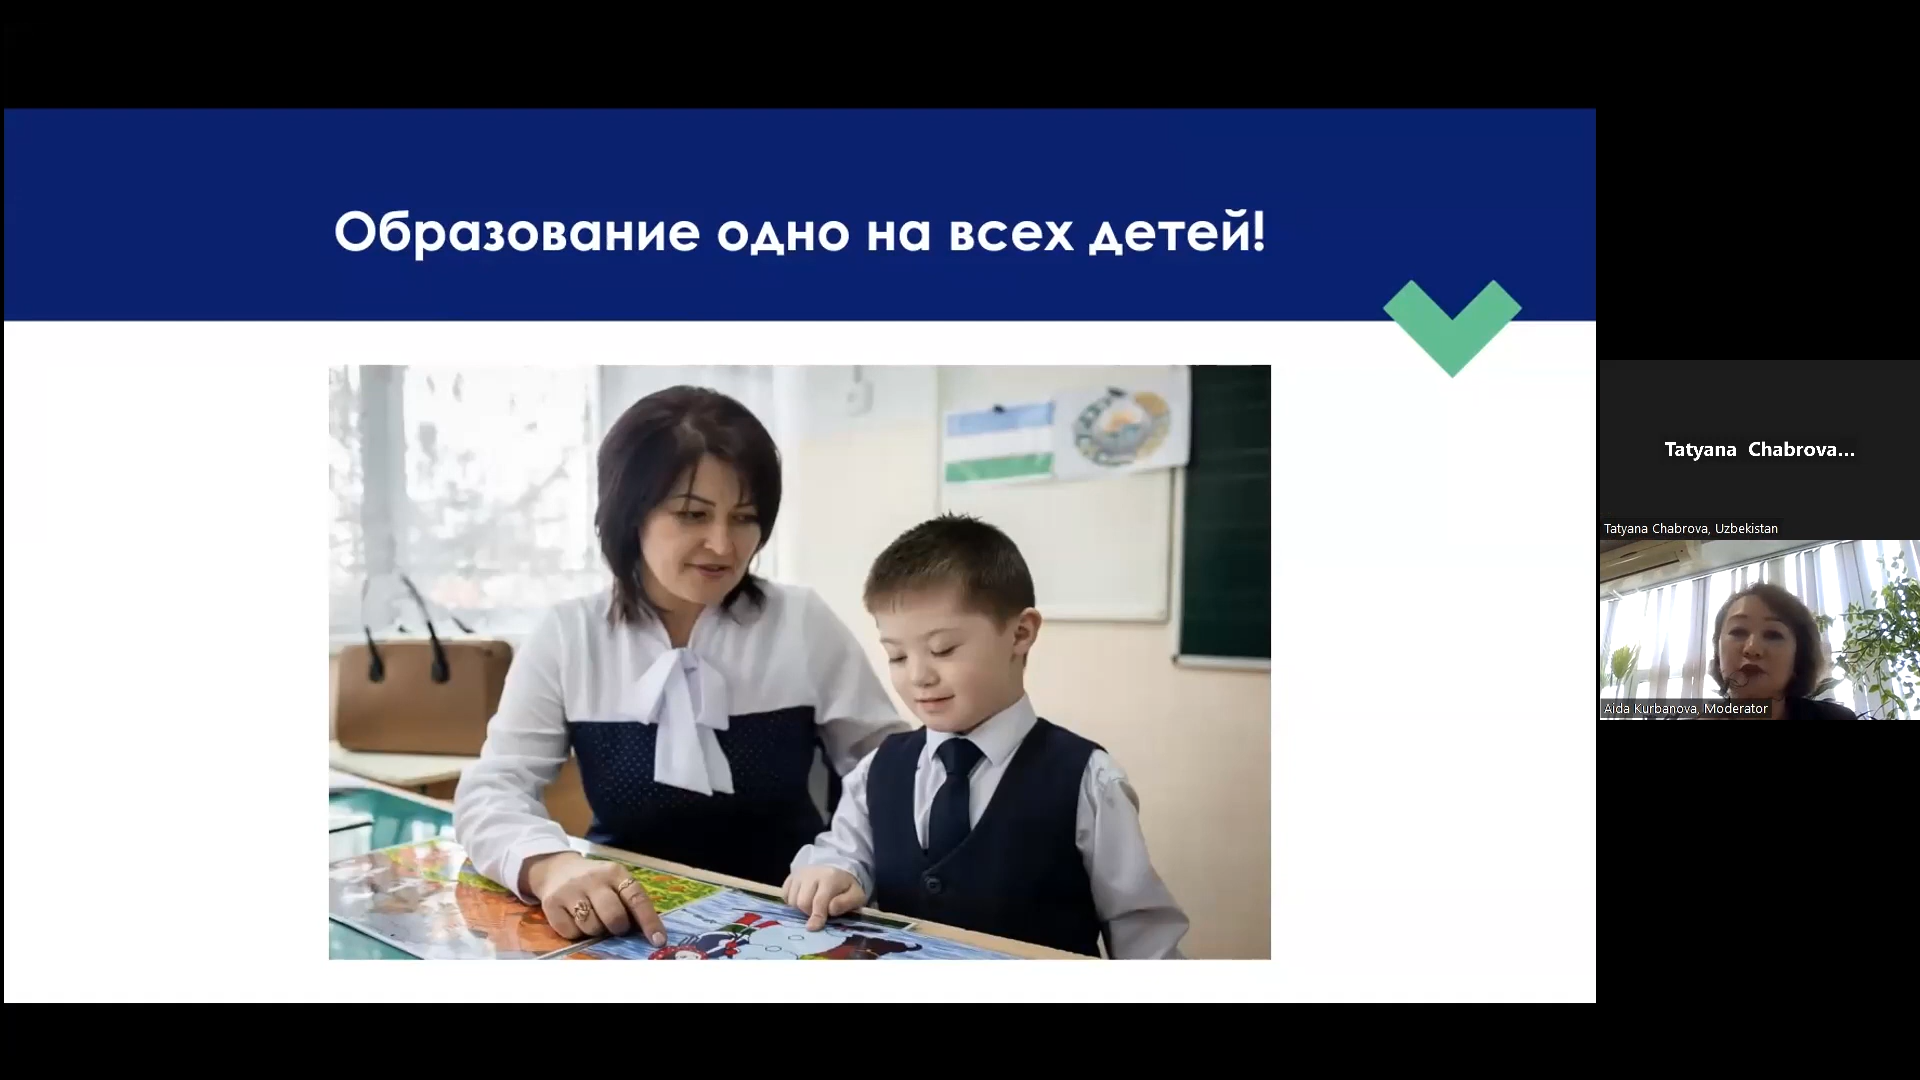 Образование одно на всех детей!
Tatyana Chabrova...
Tatyana Chabrova, Uzbekistan
Aida Kurbanova, Moderator